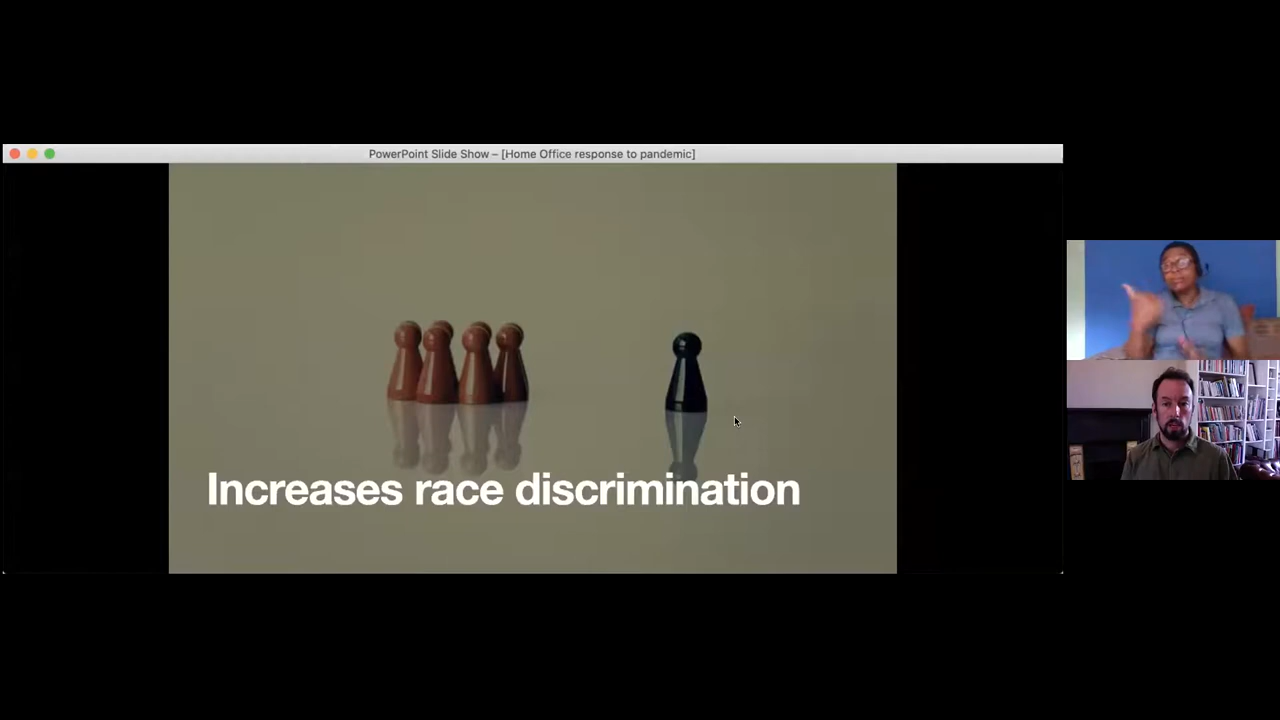 PowerPoint Slide Show – [Home Office response to pandemic]
Increases race discrimination